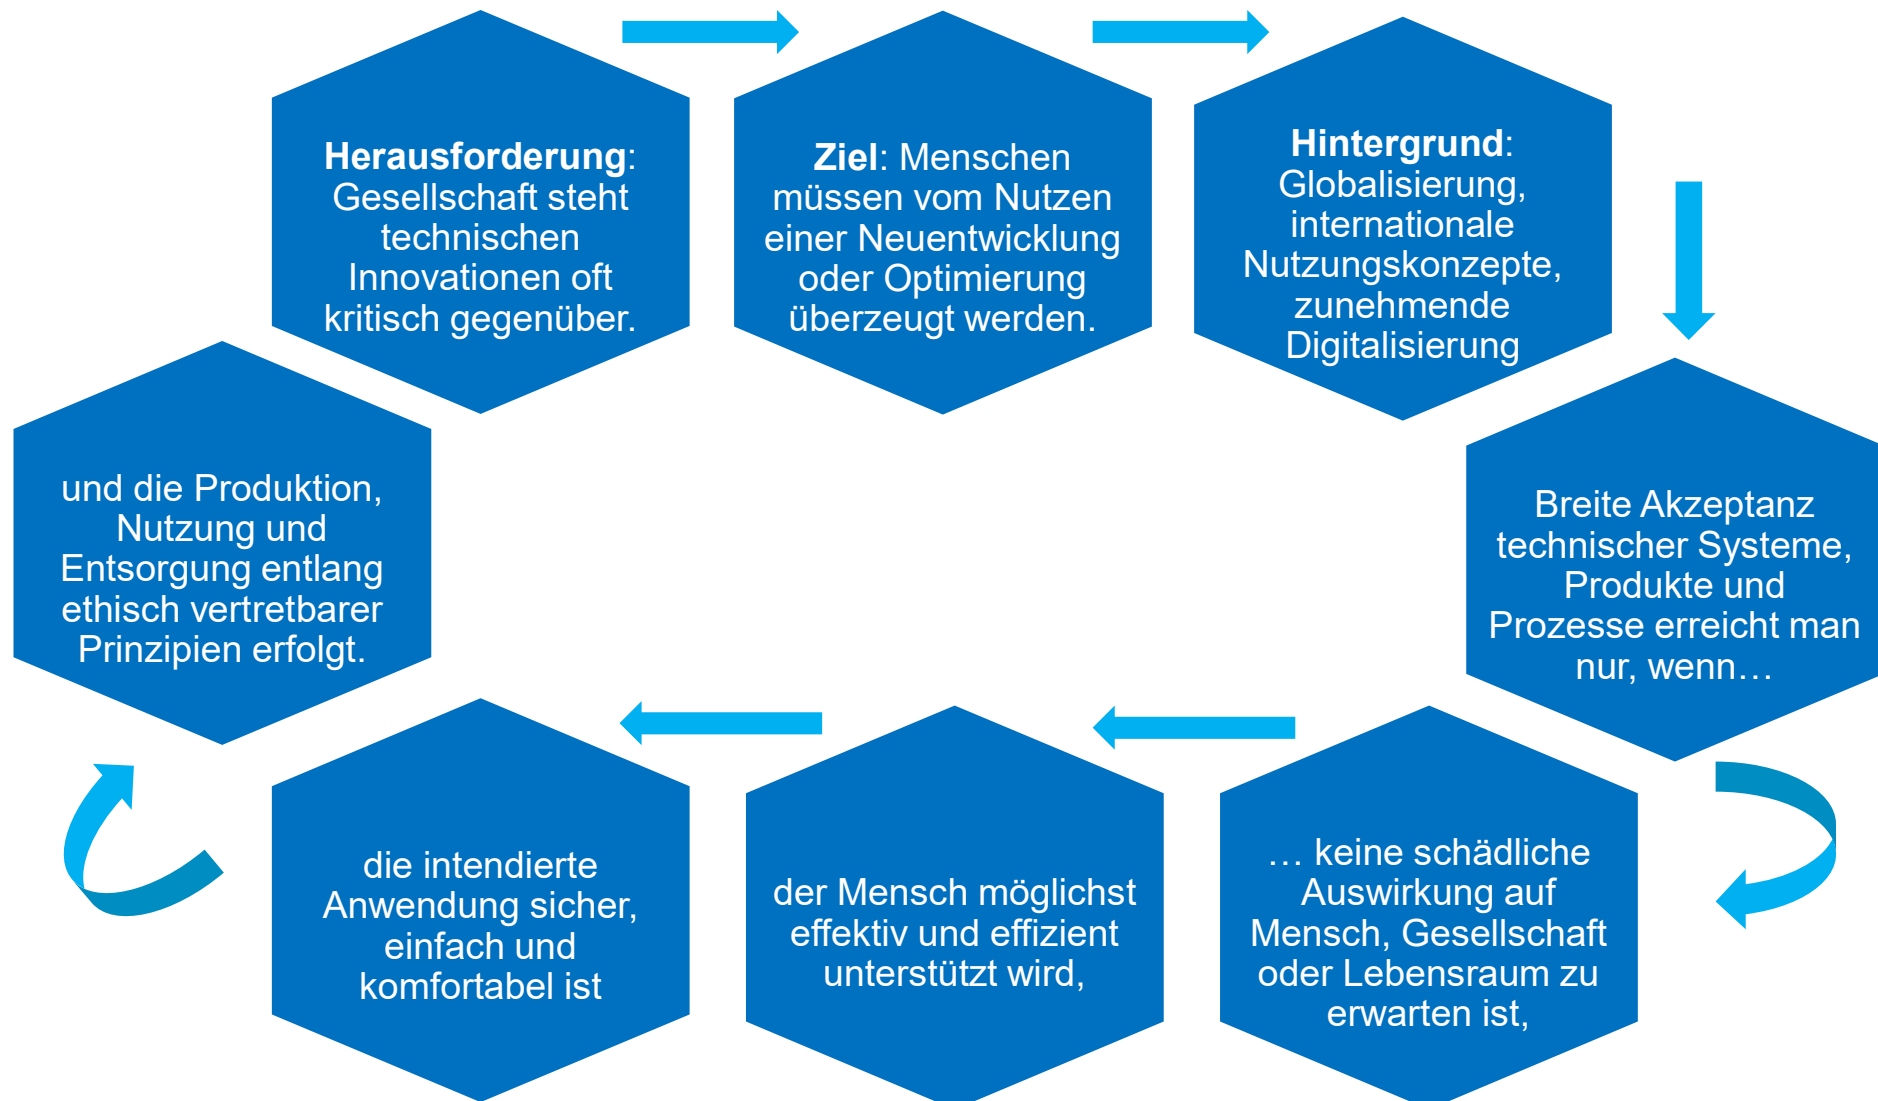 Herausforderung:
Gesellschaft steht
technischen
Innovationen oft
kritisch gegenüber.
Ziel: Menschen
müssen vom Nutzen
einer Neuentwicklung
oder Optimierung
überzeugt werden.
Hintergrund:
Globalisierung,
internationale
Nutzungskonzepte,
zunehmende
Digitalisierung
Breite Akzeptanz
technischer Systeme,
Produkte und
Prozesse erreicht man
nur, wenn…
… keine schädliche
Auswirkung auf
Mensch, Gesellschaft
oder Lebensraum zu
erwarten ist,
der Mensch möglichst
effektiv und effizient
unterstützt wird,
die intendierte
Anwendung sicher,
einfach und
komfortabel ist
und die Produktion,
Nutzung und
Entsorgung entlang
ethisch vertretbarer
Prinzipien erfolgt.